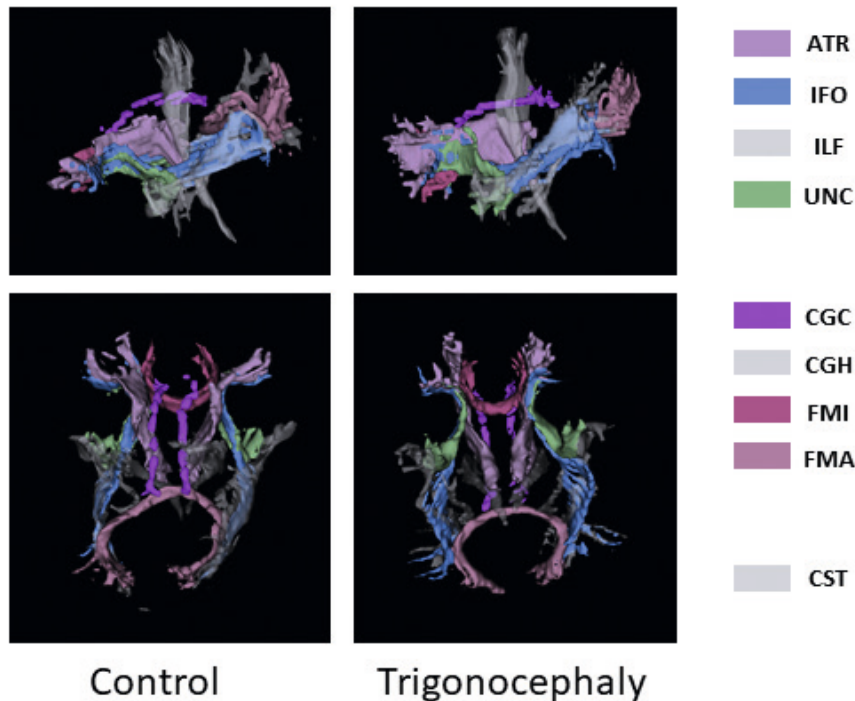 ATR
IFO
ILF
UNC
CGC
CGH
FMI
FMA
CST
Control
Trigonocephaly